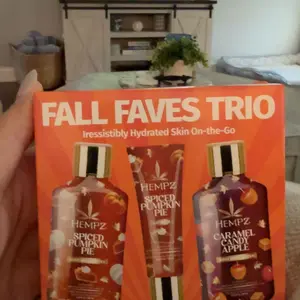 FALL FAVES TRIO
Irresistibly Hydrated Skin On-the-Go
HEMPZ
SPICED
PUMPKIN
PIE
HEMPZ
SPICED
PUMPKIN
PIE
HEMPZ
CARAMEL
CANDY
APPLE